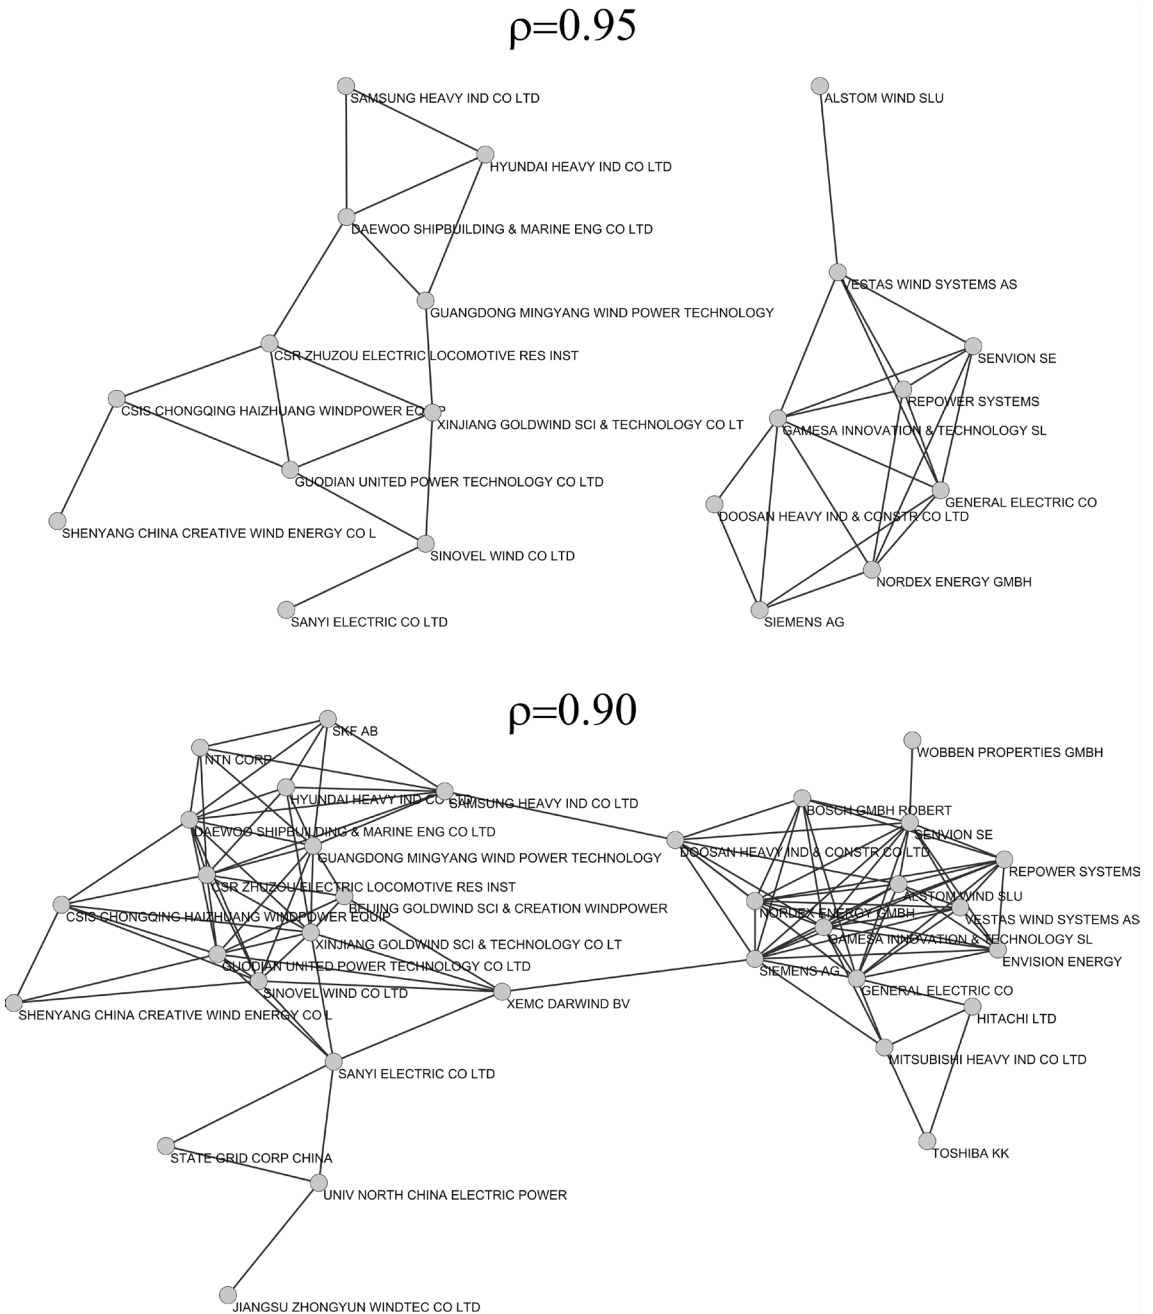 ρ=0.95
SAMSUNG HEAVY IND CO LTD
ALSTOM WIND SLU
HYUNDAI HEAVY IND CO LTD
DAEWOO SHIPBUILDING & MARINE ENG CO LTD
VESTAS WIND SYSTEMS AS
GUANGDONG MINGYANG WIND POWER TECHNOLOGY
CSR ZHUZOU ELECTRIC LOCOMOTIVE RES INST
SENVION SE
REPOWER SYSTEMS
CSIS CHONGQING HAIZHUANG WINDPOWER EQUIP
XINJIANG GOLDWIND SCI & TECHNOLOGY CO LT
GAMESA INNOVATION & TECHNOLOGY SL
GUODIAN UNITED POWER TECHNOLOGY CO LTD
GENERAL ELECTRIC CO
DOOSAN HEAVY IND & CONSTR CO LTD
SHENYANG CHINA CREATIVE WIND ENERGY CO L
SINOVEL WIND CO LTD
NORDEX ENERGY GMBH
SANYI ELECTRIC CO LTD
SIEMENS AG
ρ=0.90
SKF AB
WOBBEN PROPERTIES GMBH
NTN CORP
HYUNDAI HEAVY IND CO LTD
SAMSUNG HEAVY IND CO LTD
BOSCH GMBH ROBERT
DAEWOO SHIPBUILDING & MARINE ENG CO LTD
SENVION SE
GUANGDONG MINGYANG WIND POWER TECHNOLOGY
DOOSAN HEAVY IND & CONSTR CO LTD
REPOWER SYSTEMS
CSR ZHUZOU ELECTRIC LOCOMOTIVE RES INST
ALSTOM WIND SLU
BEIJING GOLDWIND SCI & CREATION WINDPOWER
NORDEX ENERGY GMBH
CSIS CHONGQING HAIZHUANG WINDPOWER EQUIP
VESTAS WIND SYSTEMS AS
XINJIANG GOLDWIND SCI & TECHNOLOGY CO LT
GAMESA INNOVATION & TECHNOLOGY SL
GUODIAN UNITED POWER TECHNOLOGY CO LTD
SIEMENS AG
ENVISION ENERGY
SINOVEL WIND CO LTD
GENERAL ELECTRIC CO
XEMC DARWIND BV
SHENYANG CHINA CREATIVE WIND ENERGY CO L
HITACHI LTD
MITSUBISHI HEAVY IND CO LTD
SANYI ELECTRIC CO LTD
TOSHIBA KK
STATE GRID CORP CHINA
UNIV NORTH CHINA ELECTRIC POWER
JIANGSU ZHONGYUN WINDTEC CO LTD